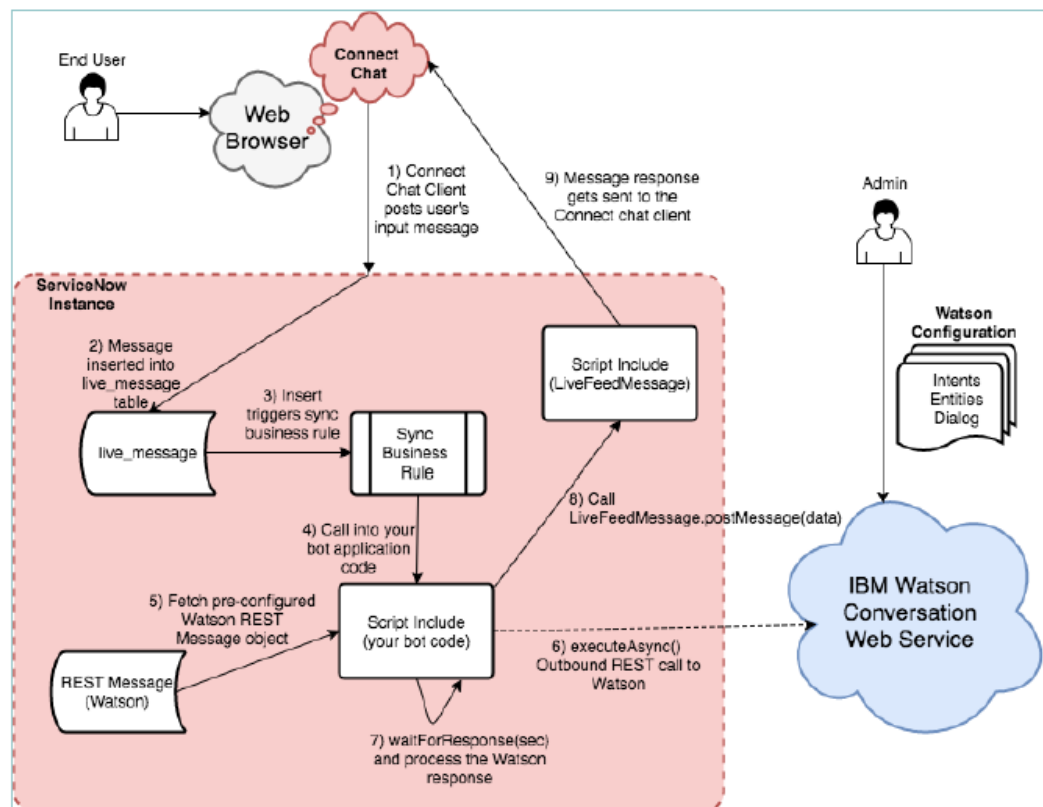 End User
Connect
Chat
Web
Browser
1) Connect
Chat Client
posts user's
input message
9) Message response
gets sent to the
Connect chat client
Admin
ServiceNow
Instance
Watson
Configuration
Intents
Entities
Dialog
2) Message
inserted into
live_message
table
3) Insert
triggers sync
business rule
Script Include
(LiveFeedMessage)
live_message
Sync
Business
Rule
8) Call
LiveFeedMessage.postMessage(data)
4) Call into your
bot application
code
IBM Watson
Conversation
Web Service
5) Fetch pre-configured
Watson REST
Message object
Script Include
(your bot code)
6) executeAsync()
Outbound REST call to
Watson
REST Message
(Watson)
7) waitForResponse(sec)
and process the Watson
response